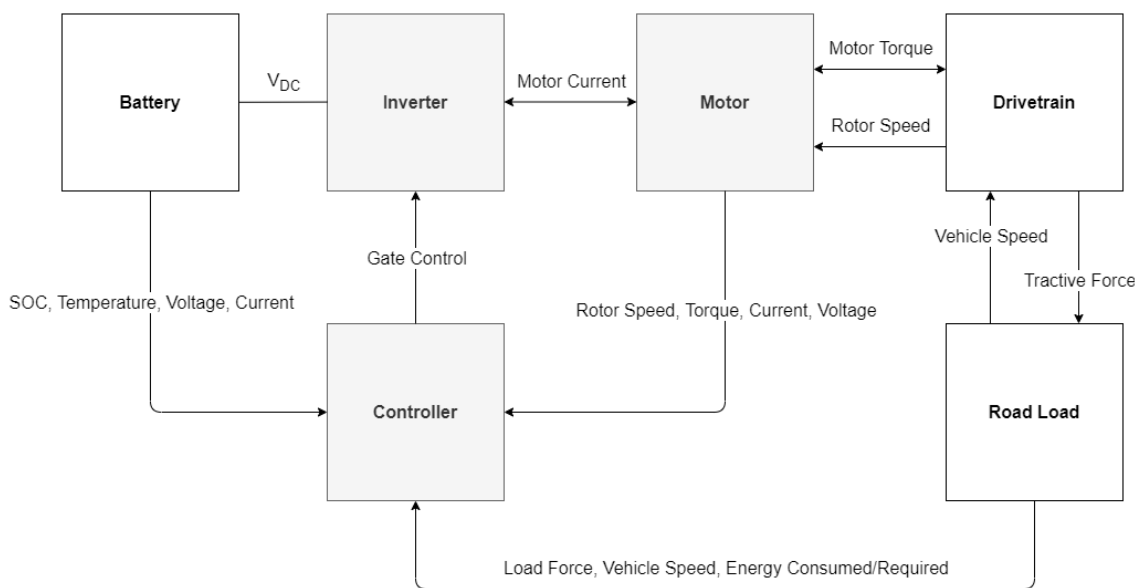 Motor Torque
V_DC
Motor Current
Battery
Inverter
Motor
Drivetrain
Rotor Speed
Vehicle Speed
Gate Control
Tractive Force
SOC, Temperature, Voltage, Current
Rotor Speed, Torque, Current, Voltage
Controller
Road Load
Load Force, Vehicle Speed, Energy Consumed/Required